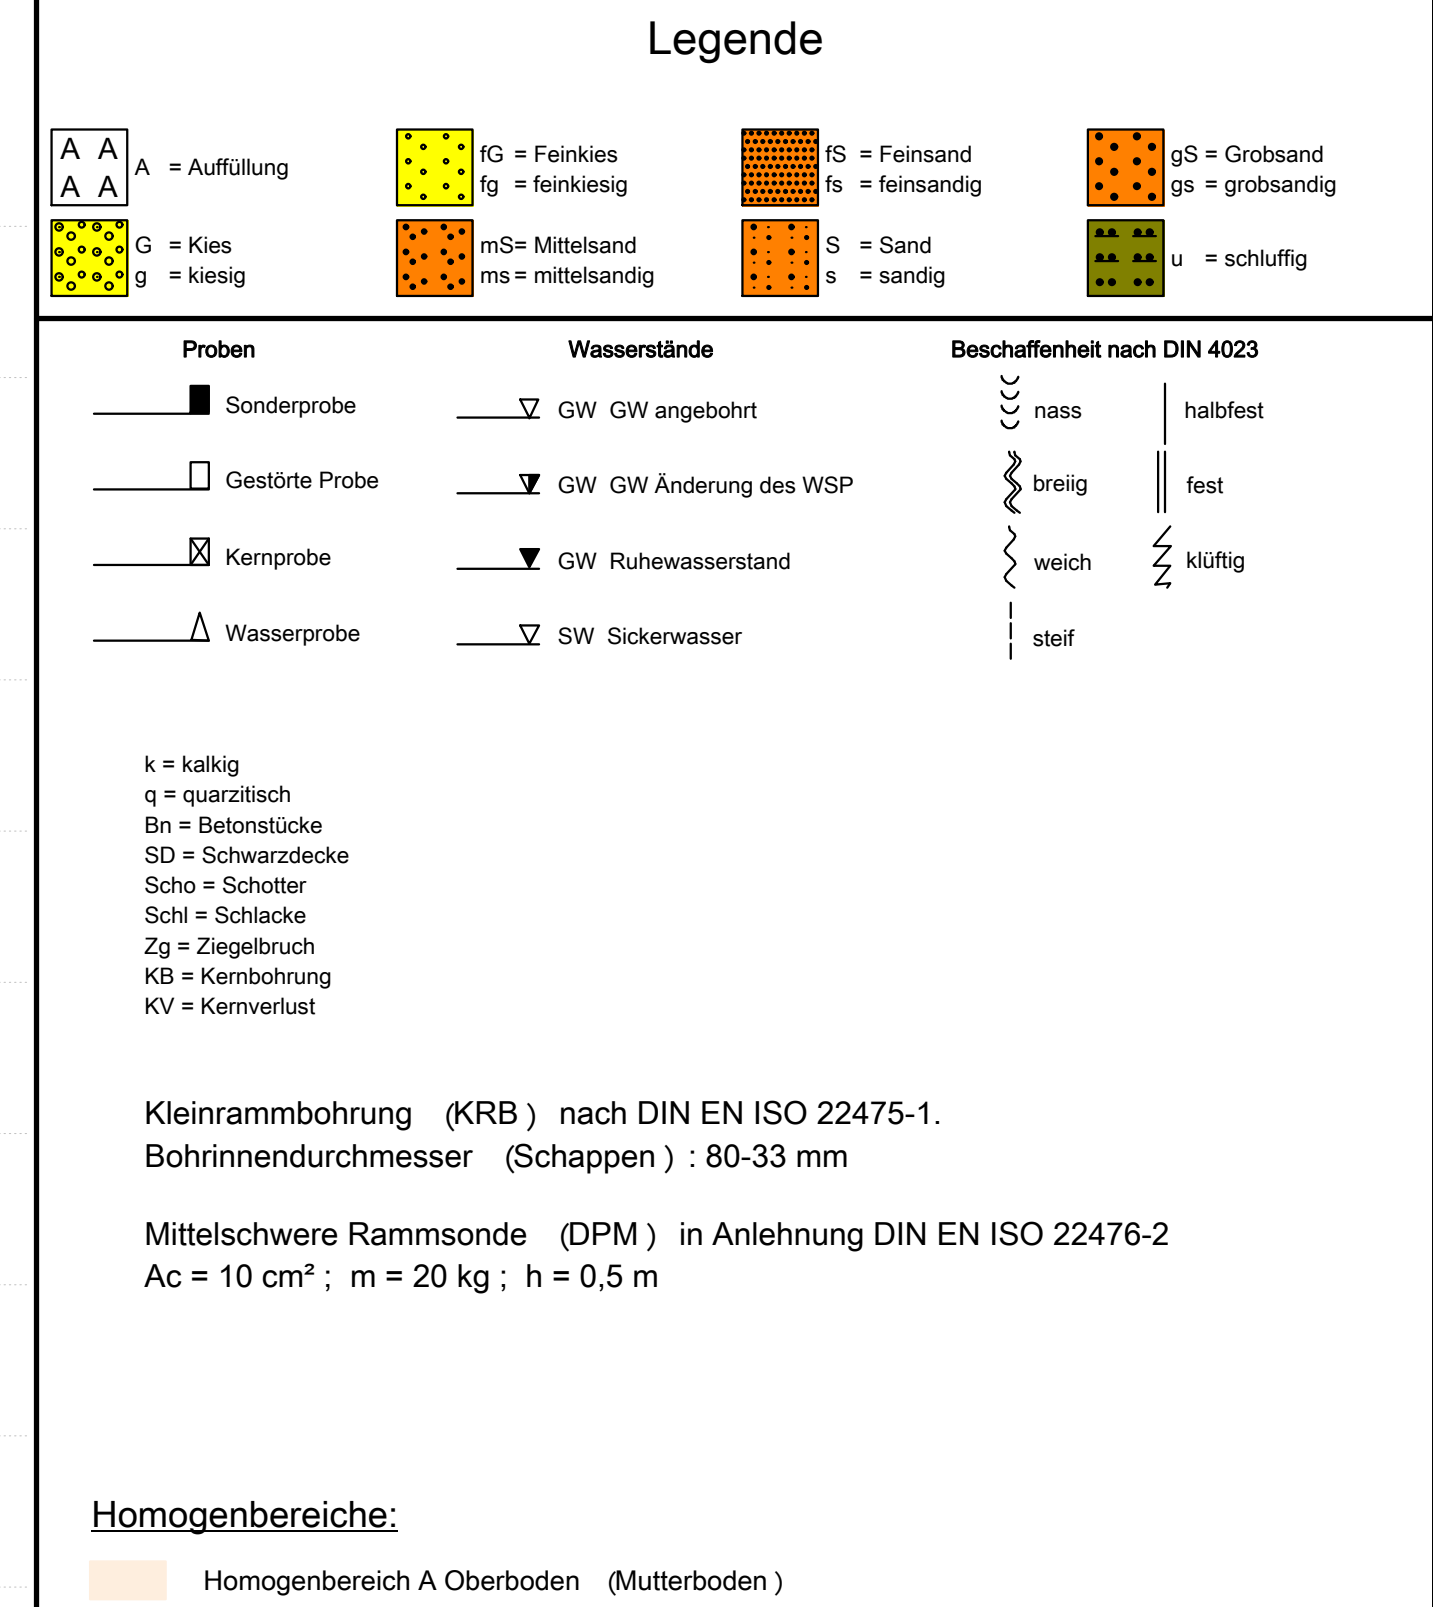 Legende
A A
A A
A = Auffüllung
fG = Feinkies
fg = feinkiesig
fS = Feinsand
fs = feinsandig
gS = Grobsand
gs = grobsandig
G = Kies
g = kiesig
mS= Mittelsand
ms = mittelsandig
S = Sand
s = sandig
u = schluffig
Proben
Sonderprobe
Gestörte Probe
Kernprobe
Wasserprobe
Wasserstände
GW GW angebohrt
GW GW Änderung des WSP
GW Ruhewasserstand
SW Sickerwasser
Beschaffenheit nach DIN 4023
nass
breiig
weich
steif
halbfest
fest
klüftig
k = kalkig
q = quarzitisch
Bn = Betonstücke
SD = Schwarzdecke
Scho = Schotter
Schl = Schlacke
Zg = Ziegelbruch
KB = Kernbohrung
KV = Kernverlust
Kleinrammbohrung (KRB ) nach DIN EN ISO 22475-1.
Bohrinnendurchmesser (Schappen ) : 80-33 mm
Mittelschwere Rammsonde (DPM ) in Anlehnung DIN EN ISO 22476-2
Ac = 10 cm² ; m = 20 kg ; h = 0,5 m
Homogenbereiche:
Homogenbereich A Oberboden (Mutterboden )